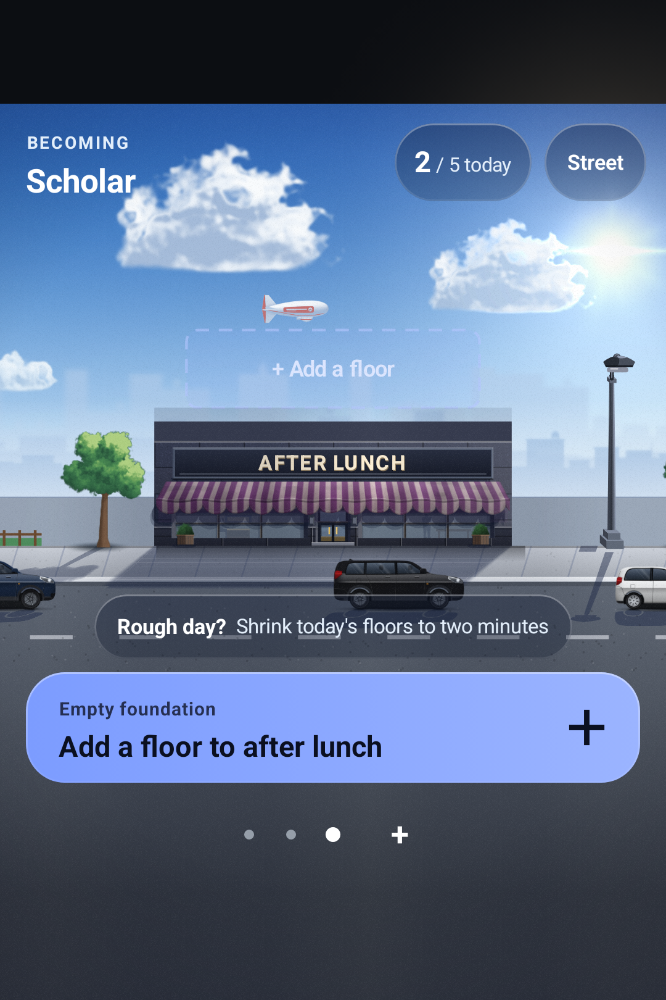 BECOMING
Scholar
2 / 5 today
Street
+ Add a floor
AFTER LUNCH
Rough day? Shrink today's floors to two minutes
Empty foundation
Add a floor to after lunch